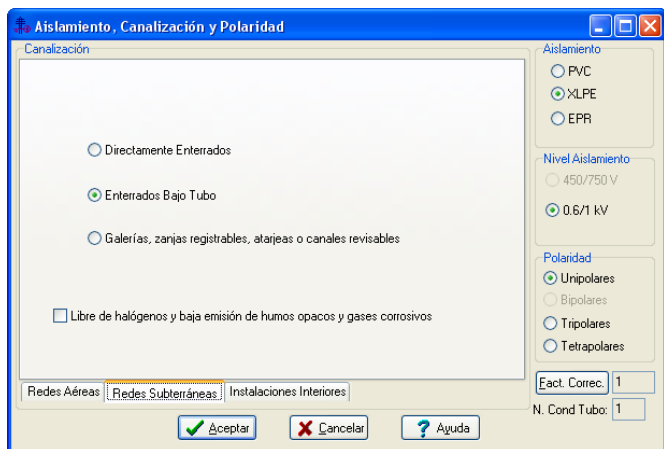 Aislamiento, Canalización y Polaridad
Canalización
Directamente Enterrados
Enterrados Bajo Tubo
Galerías, zanjas registrables, atarjeas o canales revisables
Libre de halógenos y baja emisión de humos opacos y gases corrosivos
Redes Aéreas
Redes Subterráneas
Instalaciones Interiores
Aislamiento
PVC
XLPE
EPR
Nivel Aislamiento
450/750 V
0.6/1 kV
Polaridad
Unipolares
Bipolares
Tripolares
Tetrapolares
Fact. Correc. 1
N. Cond Tubo: 1
Aceptar
Cancelar
? Ayuda